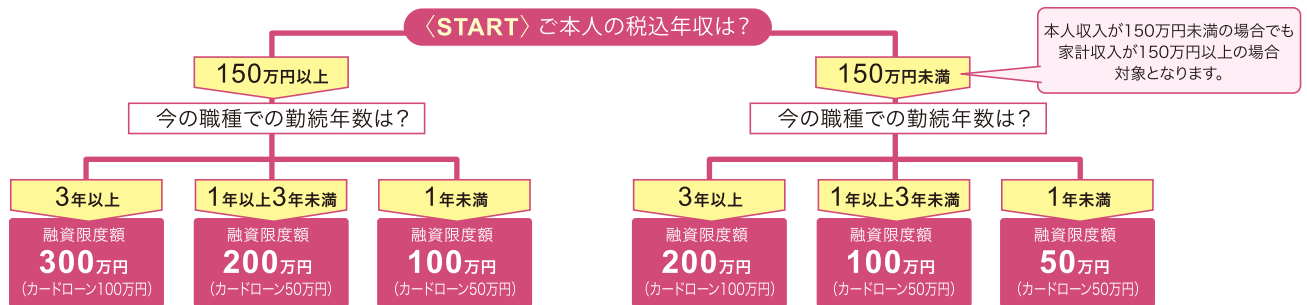 〈START〉ご本人の税込年収は？
本人収入が150万円未満の場合でも
家計収入が150万円以上の場合
対象となります。
150万円以上
今の職種での勤続年数は？
3年以上
融資限度額
300万円
（カードローン100万円）
1年以上3年未満
融資限度額
200万円
（カードローン50万円）
1年未満
融資限度額
100万円
（カードローン50万円）
150万円未満
今の職種での勤続年数は？
3年以上
融資限度額
200万円
（カードローン100万円）
1年以上3年未満
融資限度額
100万円
（カードローン50万円）
1年未満
融資限度額
50万円
（カードローン50万円）